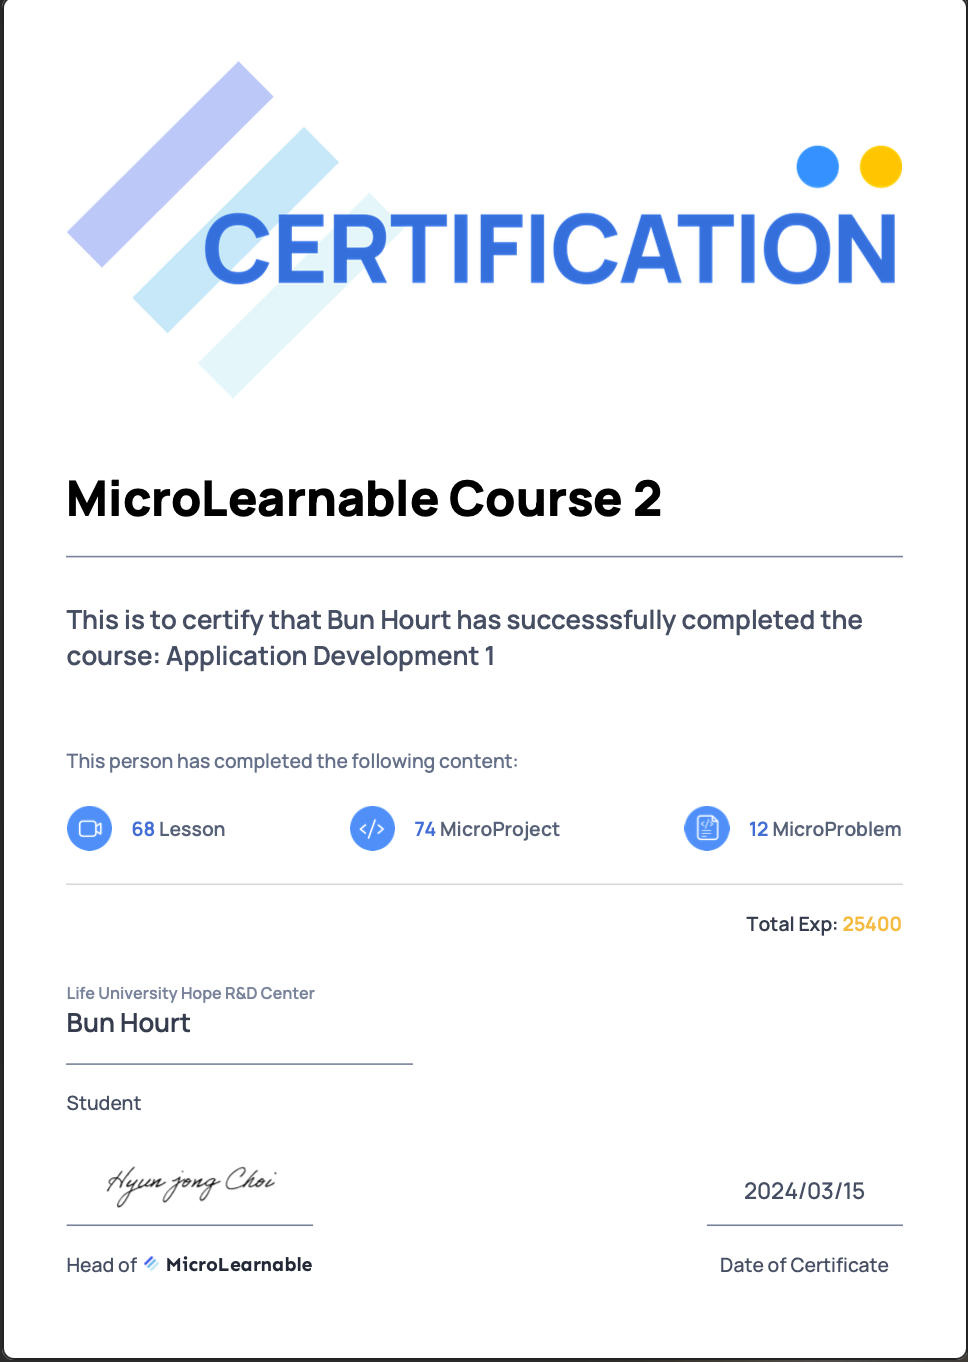 CERTIFICATION
MicroLearnable Course 2
This is to certify that Bun Hourt has successsfully completed the
course: Application Development 1
This person has completed the following content:
68 Lesson
74 MicroProject
12 MicroProblem
Total Exp: 25400
Life University Hope R&D Center
Bun Hourt
Student
Hyun jong Choi
2024/03/15
Head of MicroLearnable
Date of Certificate